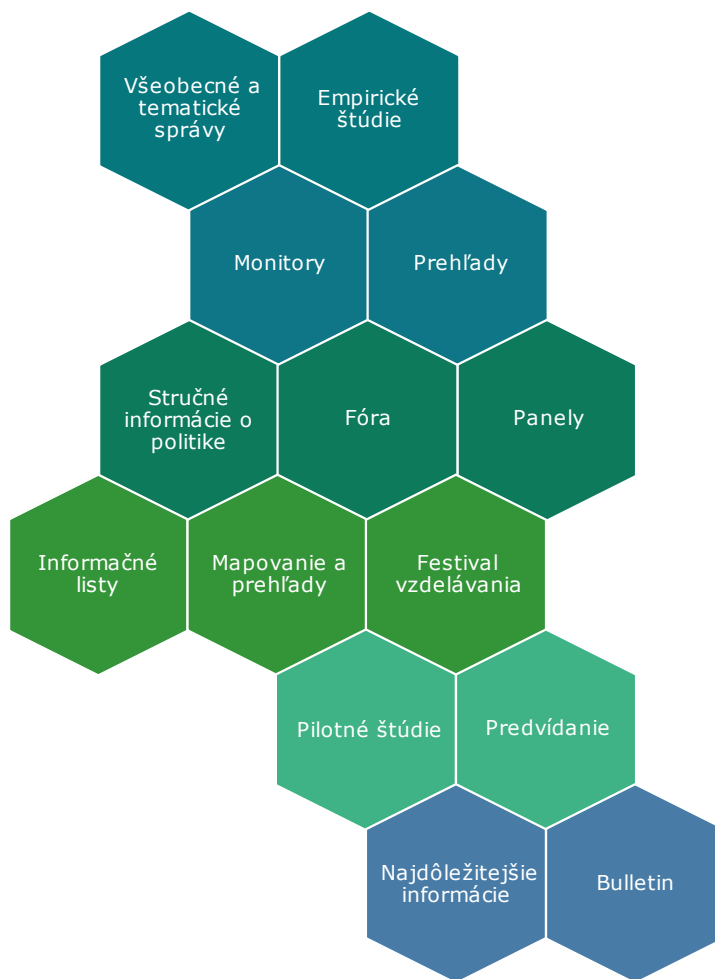 Všeobecné a
tematické
správy
Empirické
štúdie
Monitory
Prehľady
Stručné
informácie o
politike
Fóra
Panely
Informačné
listy
Mapovanie a
prehľady
Festival
vzdelávania
Pilotné štúdie
Predvídanie
Najdôležitejšie
informácie
Bulletin